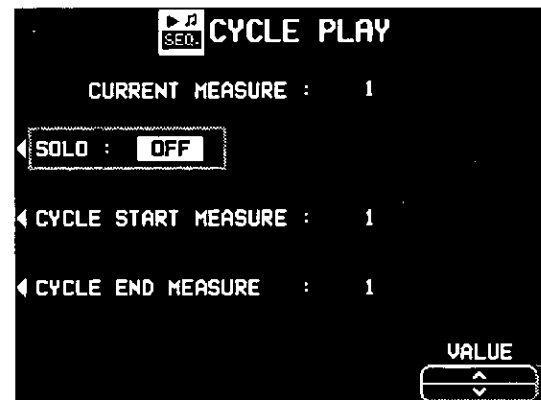 SEQ. CYCLE PLAY
CURRENT MEASURE : 1
SOLO : OFF
CYCLE START MEASURE : 1
CYCLE END MEASURE : 1
VALUE